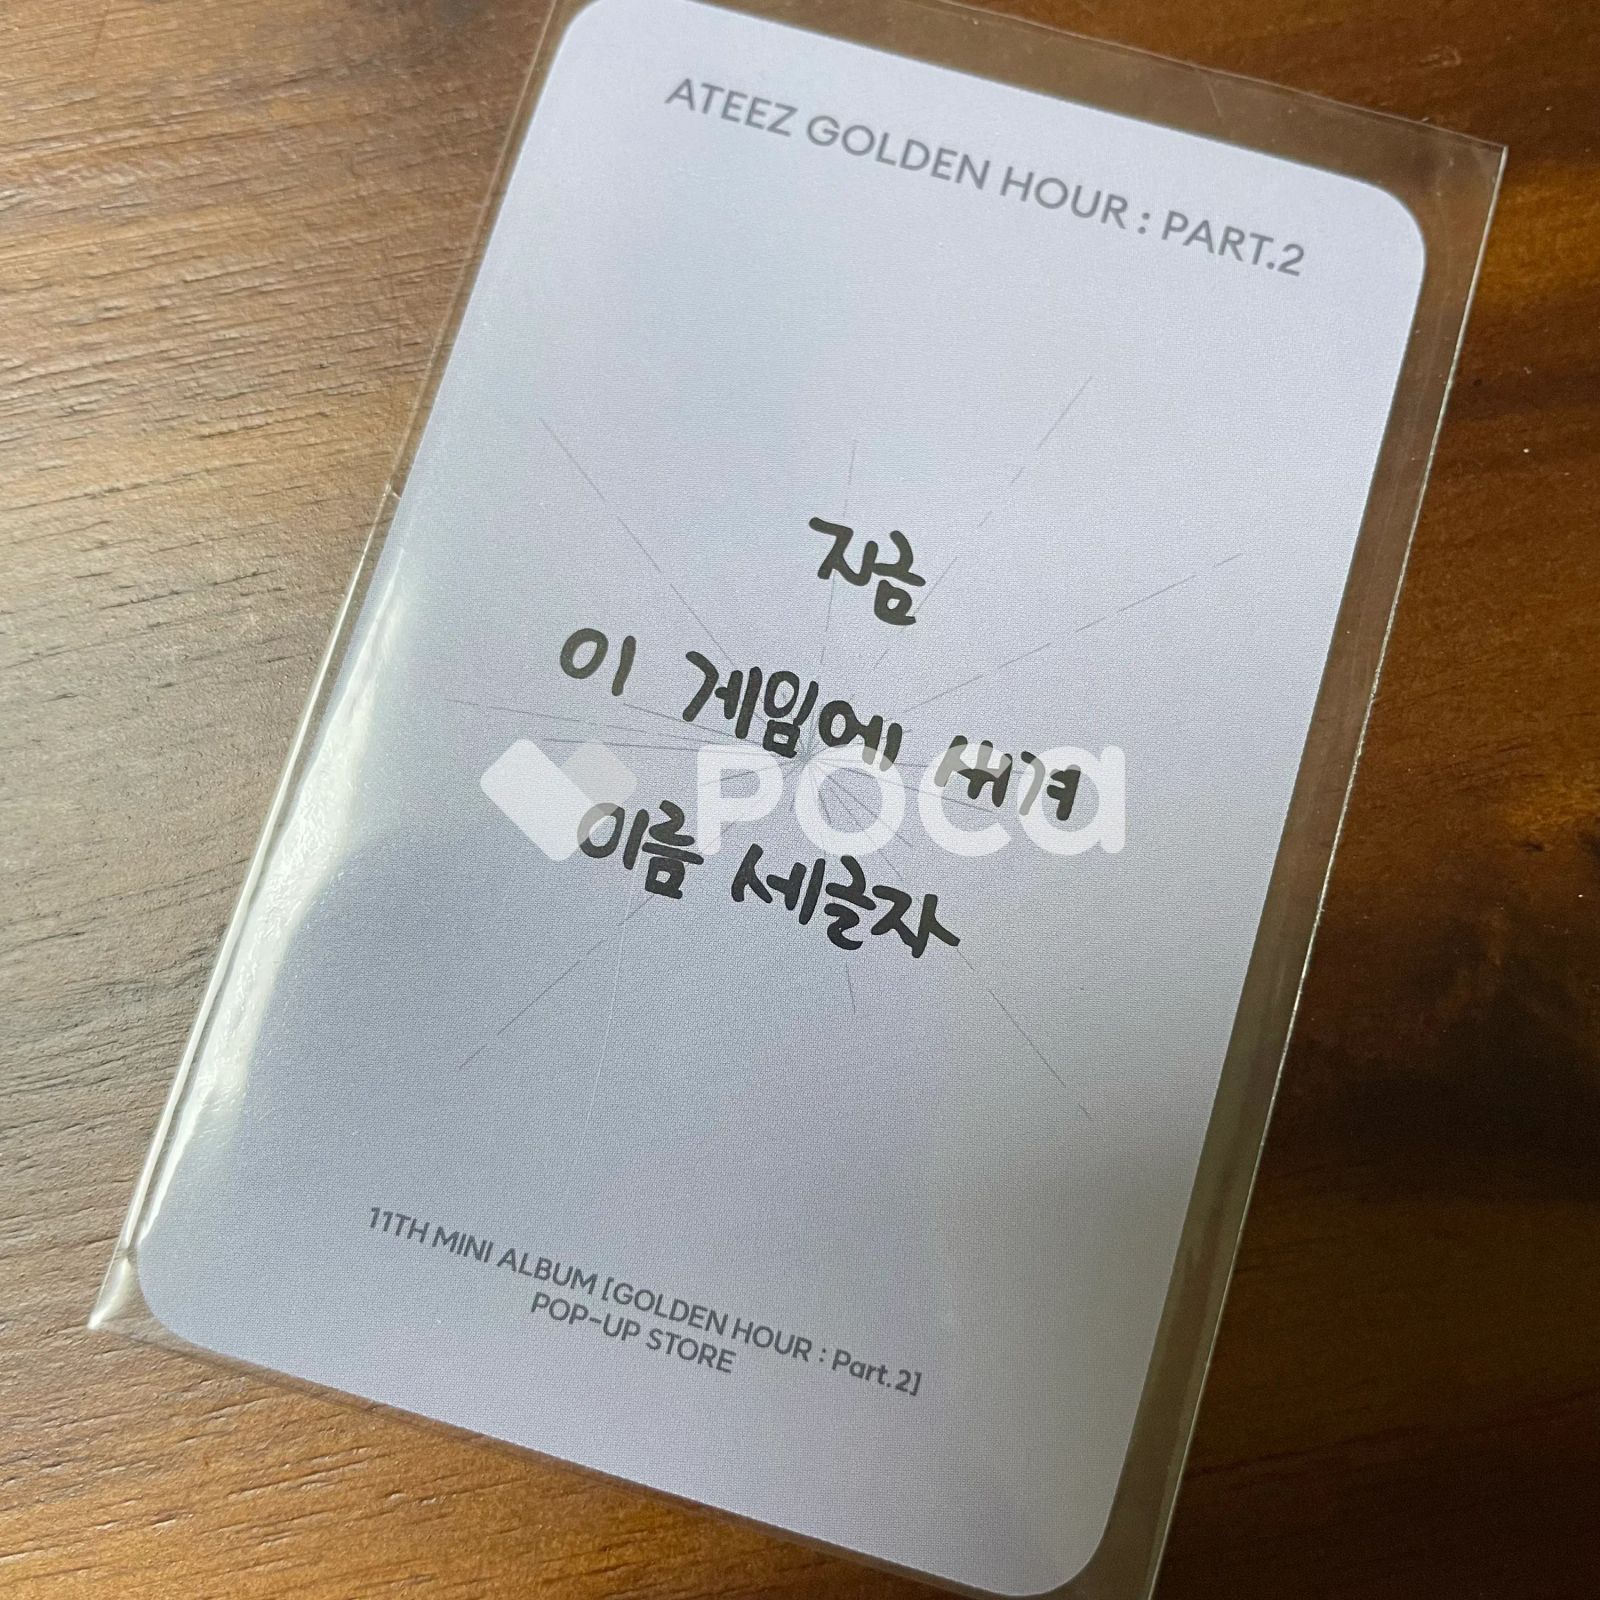 ATEEZ GOLDEN HOUR : PART.2
지금
이 게임에 새겨
poca
이름 세글자
11TH MINI ALBUM [GOLDEN HOUR : Part.2]
POP-UP STORE